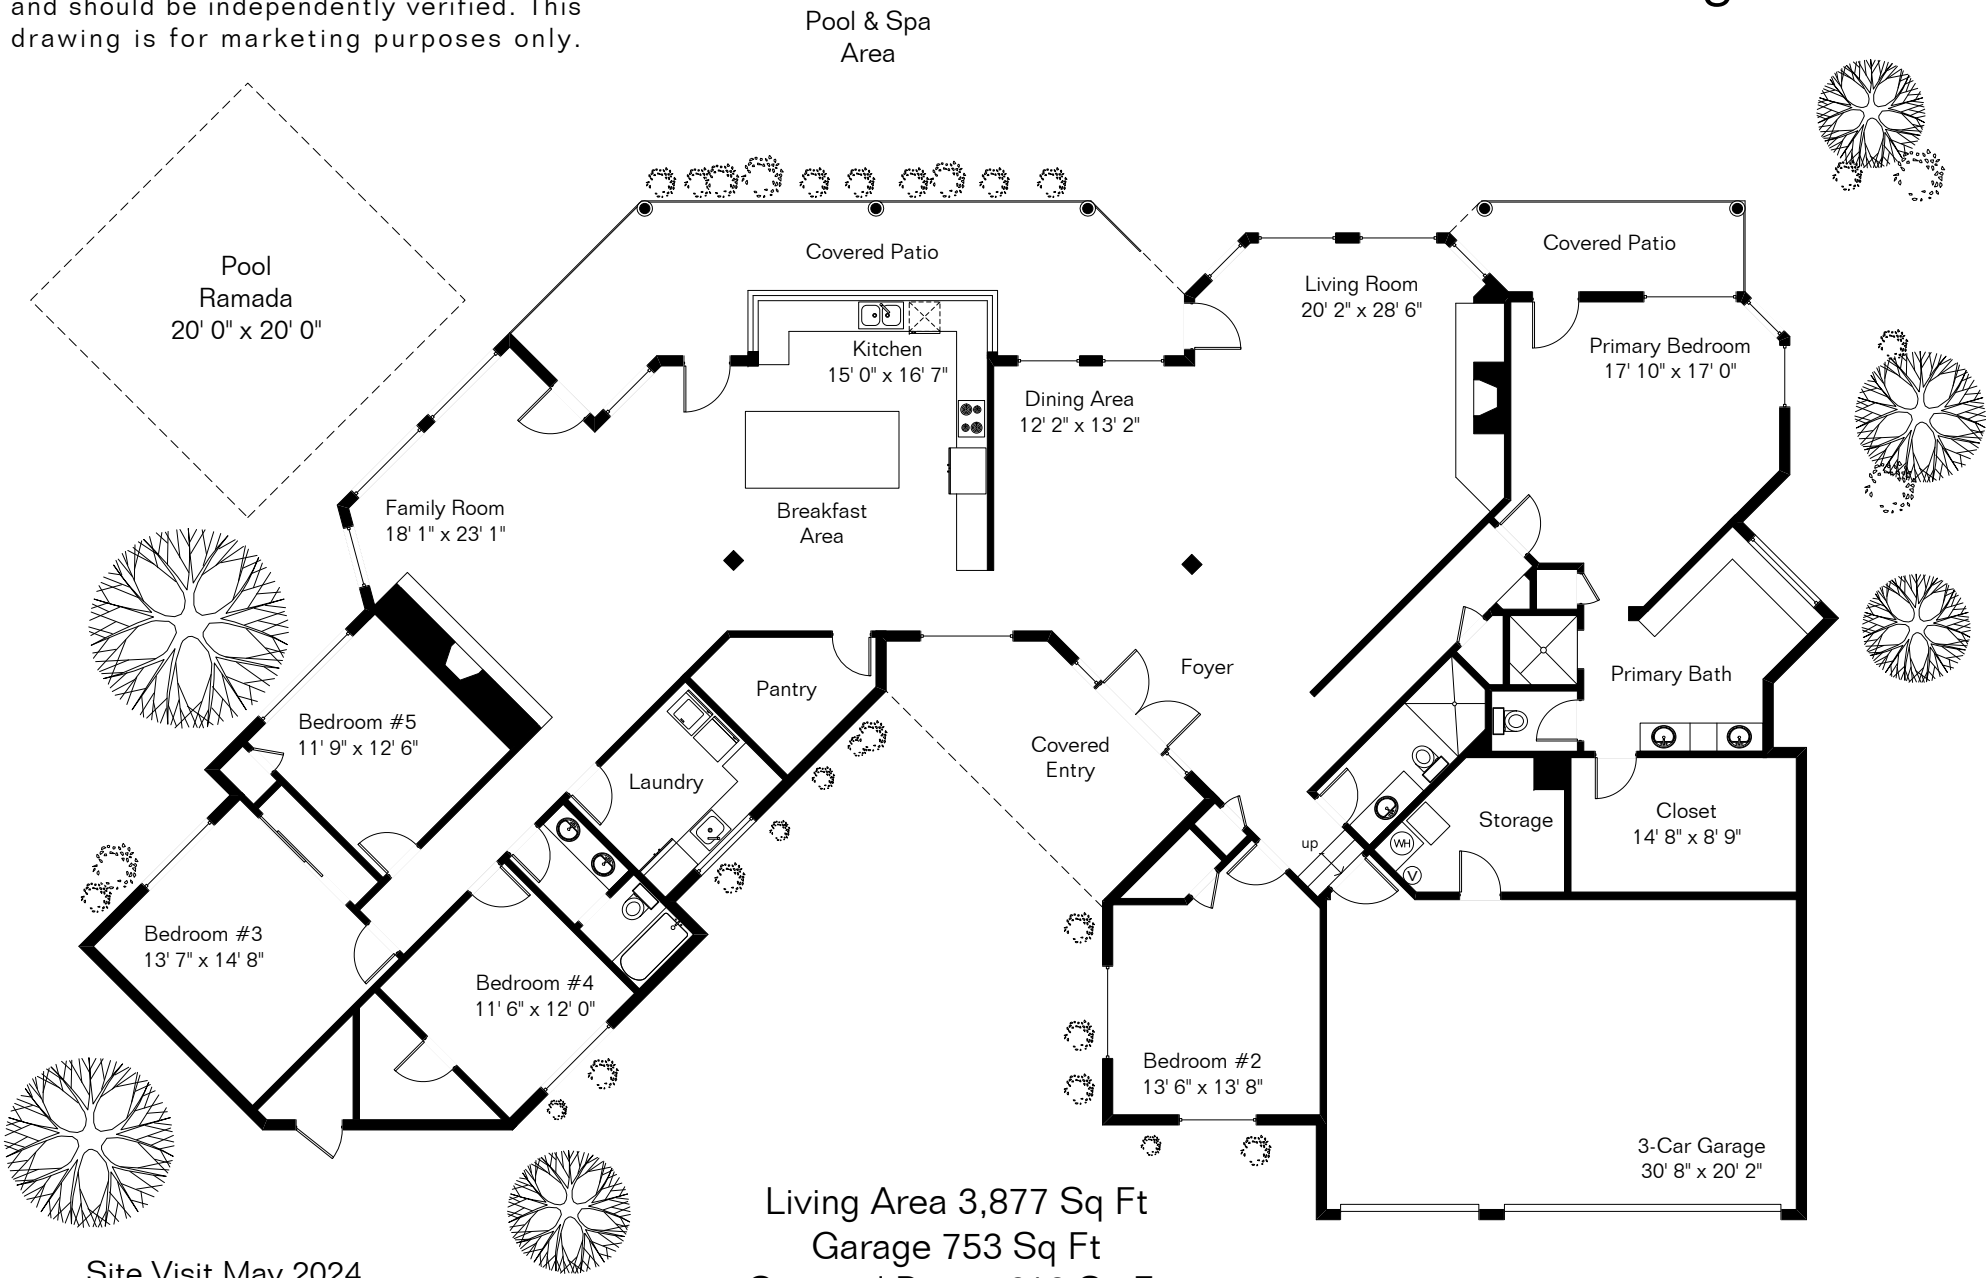 and should be independently verified. This
drawing is for marketing purposes only.
Pool & Spa
Area
Pool
Ramada
20' 0" x 20' 0"
Covered Patio
Covered Patio
Living Room
20' 2" x 28' 6"
Kitchen
15' 0" x 16' 7"
Primary Bedroom
17' 10" x 17' 0"
Dining Area
12' 2" x 13' 2"
Family Room
18' 1" x 23' 1"
Breakfast
Area
Foyer
Pantry
Primary Bath
Bedroom #5
11' 9" x 12' 6"
Covered
Entry
Laundry
Closet
14' 8" x 8' 9"
Storage
up
WH
V
Bedroom #3
13' 7" x 14' 8"
Bedroom #4
11' 6" x 12' 0"
Bedroom #2
13' 6" x 13' 8"
3-Car Garage
30' 8" x 20' 2"
Living Area 3,877 Sq Ft
Garage 753 Sq Ft
Site Visit May 2024